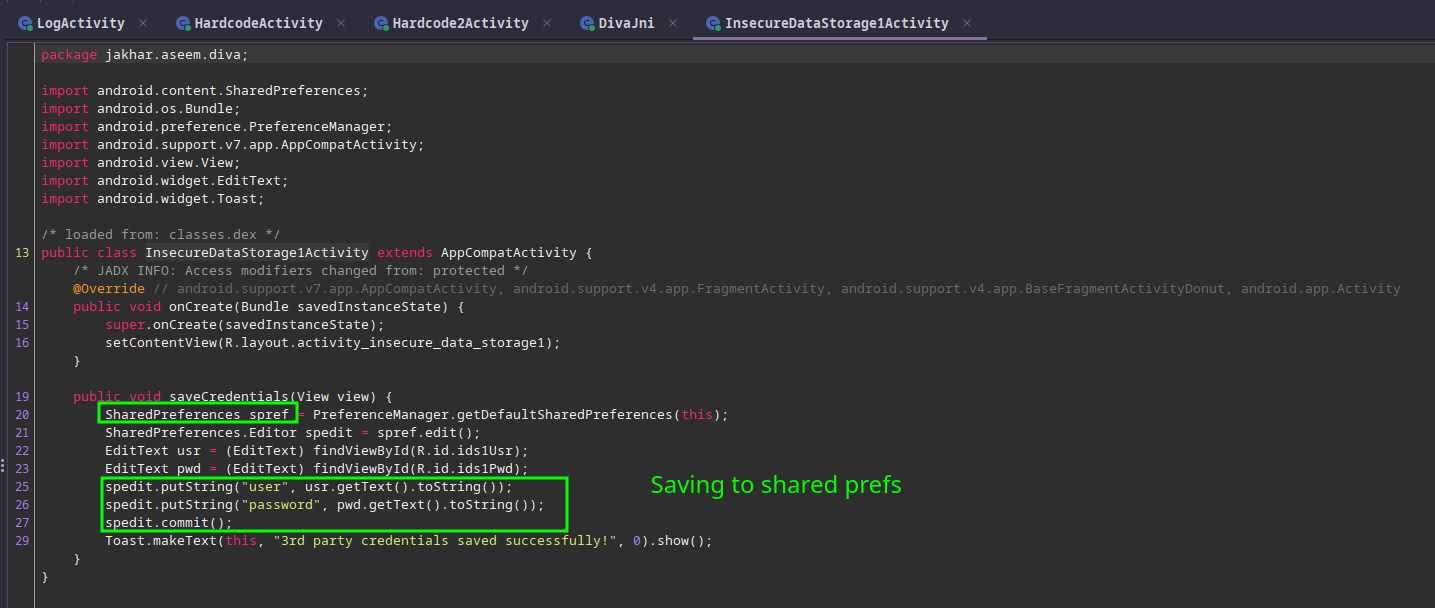 LogActivity × HardcodeActivity × Hardcode2Activity × DivaJni × InsecureDataStorage1Activity ×
package jakhar.aseem.diva;
import android.content.SharedPreferences;
import android.os.Bundle;
import android.preference.PreferenceManager;
import android.support.v7.app.AppCompatActivity;
import android.view.View;
import android.widget.EditText;
import android.widget.Toast;
/* loaded from: classes.dex */
13 public class InsecureDataStorage1Activity extends AppCompatActivity {
/* JADX INFO: Access modifiers changed from: protected */
@Override // android.support.v7.app.AppCompatActivity, android.support.v4.app.FragmentActivity, android.support.v4.app.BaseFragmentActivityDonut, android.app.Activity
14 public void onCreate(Bundle savedInstanceState) {
15 super.onCreate(savedInstanceState);
16 setContentView(R.layout.activity_insecure_data_storage1);
}
19 public void saveCredentials(View view) {
20 SharedPreferences spref = PreferenceManager.getDefaultSharedPreferences(this);
21 SharedPreferences.Editor spedit = spref.edit();
22 EditText usr = (EditText) findViewById(R.id.ids1Usr);
23 EditText pwd = (EditText) findViewById(R.id.ids1Pwd);
25 spedit.putString("user", usr.getText().toString());
Saving to shared prefs
26 spedit.putString("password", pwd.getText().toString());
27 spedit.commit();
29 Toast.makeText(this, "3rd party credentials saved successfully!", 0).show();
}
}